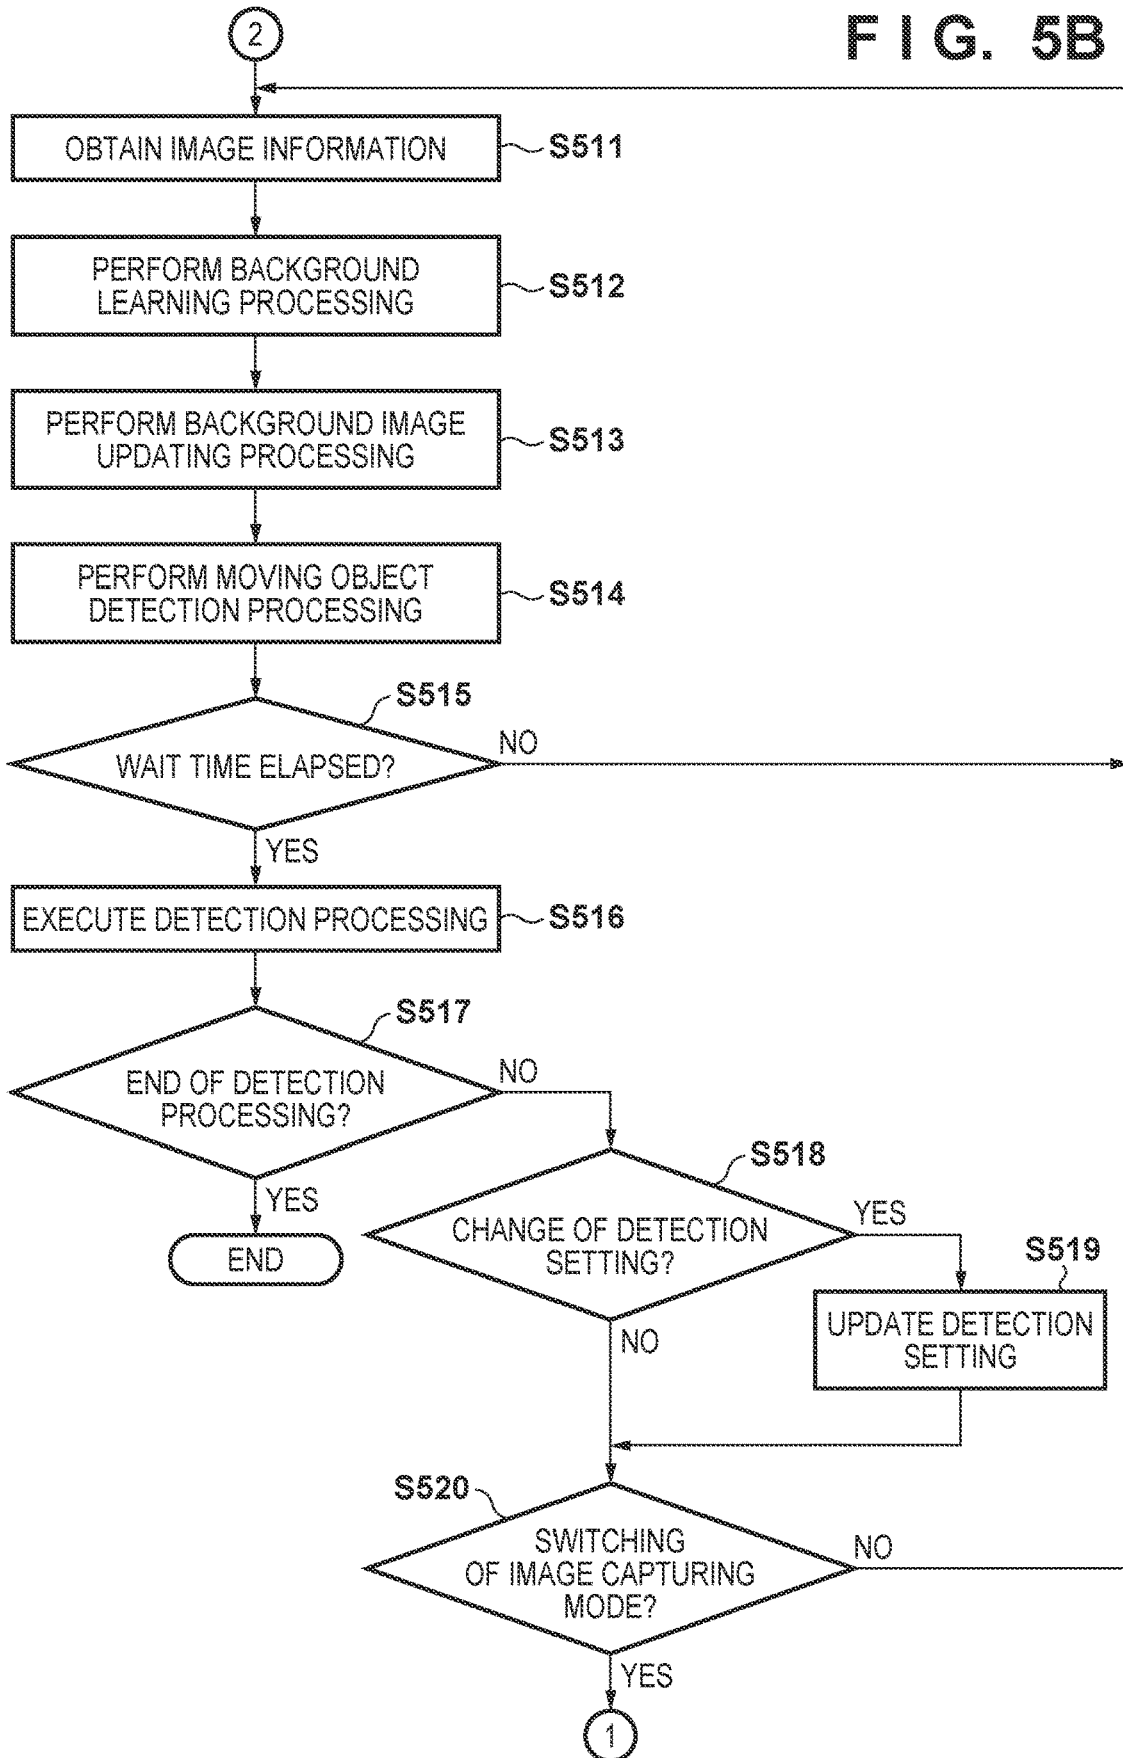 2
FIG. 5B
OBTAIN IMAGE INFORMATION
S511
PERFORM BACKGROUND
LEARNING PROCESSING
S512
PERFORM BACKGROUND IMAGE
UPDATING PROCESSING
S513
PERFORM MOVING OBJECT
DETECTION PROCESSING
S514
S515
WAIT TIME ELAPSED?
NO
YES
EXECUTE DETECTION PROCESSING
S516
S517
END OF DETECTION
PROCESSING?
NO
YES
END
S518
CHANGE OF DETECTION
SETTING?
YES
NO
S519
UPDATE DETECTION
SETTING
S520
SWITCHING
OF IMAGE CAPTURING
MODE?
NO
YES
1